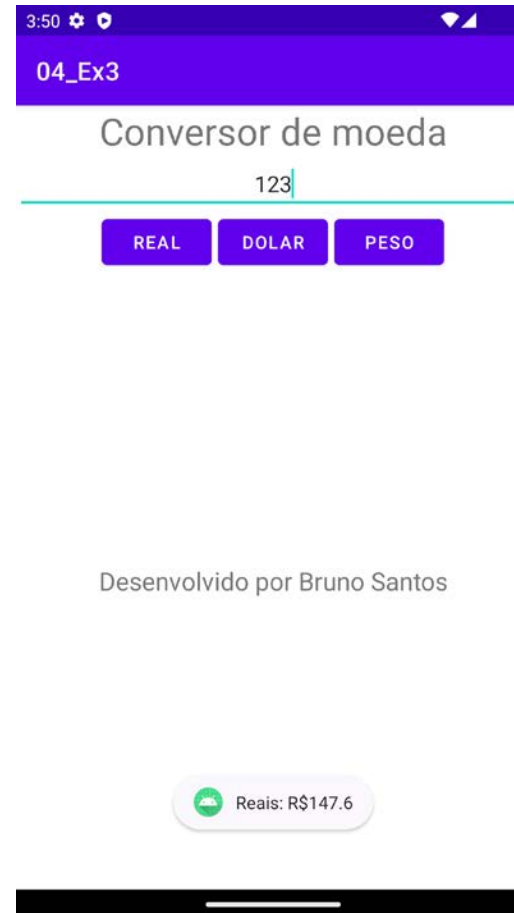 3:50
04_Ex3
Conversor de moeda
123
REAL DOLAR PESO
Desenvolvido por Bruno Santos
Reais: R$147.6